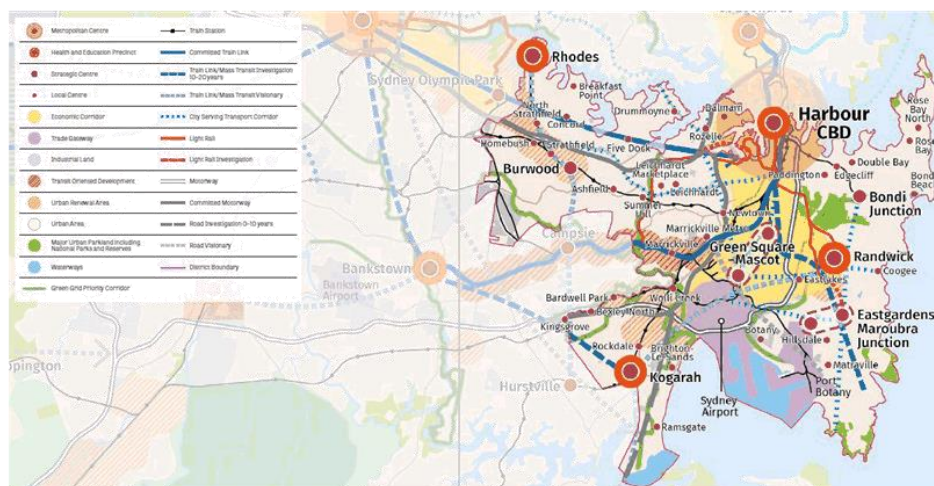 Metropolitan Centre
Health and Education Precinct
Strategic Centre
Local Centre
Economic Corridor
Trade Gateway
Industrial Land
Transit Oriented Development
Urban Renewal Area
Urban Area
Major Urban Parkland including
National Parks and Reserves
Waterways
Green Grid Priority Corridor
Train Station
Committed Train Link
Train Link/Mass Transit Investigation
10-20 years
Train Link/Mass Transit Visionary
City Serving Transport Corridor
Light Rail
Light Rail Investigation
Motorway
Committed Motorway
Road Investigation 0-10 years
Road Visionary
District Boundary
Sydney Olympic Park
Rhodes
Breakfast
Point
North
Strathfield
Concord
Drummoyne
Balmain
Rozelle
Harbour
CBD
Rose
Bay
North
Rose
Bay
Homebush
Strathfield
Five Dock
Burwood
Leichhardt
Marketplace
Leichhardt
Ashfield
Summer
Hill
Paddington
Double Bay
Edgecliff
Bondi
Beach
Bondi
Junction
Newtown
Marrickville Metro
Marrickville
Green Square
Mascot
Campsie
Bankstown
Bankstown
Airport
Randwick
Coogee
Eastlakes
Bardwell Park
Wolli Creek
Bexley North
Kingsgrove
Rockdale
Brighton-
Le-Sands
Botany
Hillsdale
Eastgardens
Maroubra
Junction
Matraville
Port
Botany
Sydney
Airport
Kogarah
Hurstville
Ramsgate